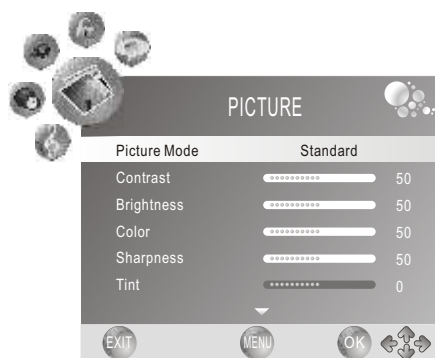 PICTURE
Picture Mode Standard
Contrast 50
Brightness 50
Color 50
Sharpness 50
Tint 0
EXIT MENU OK